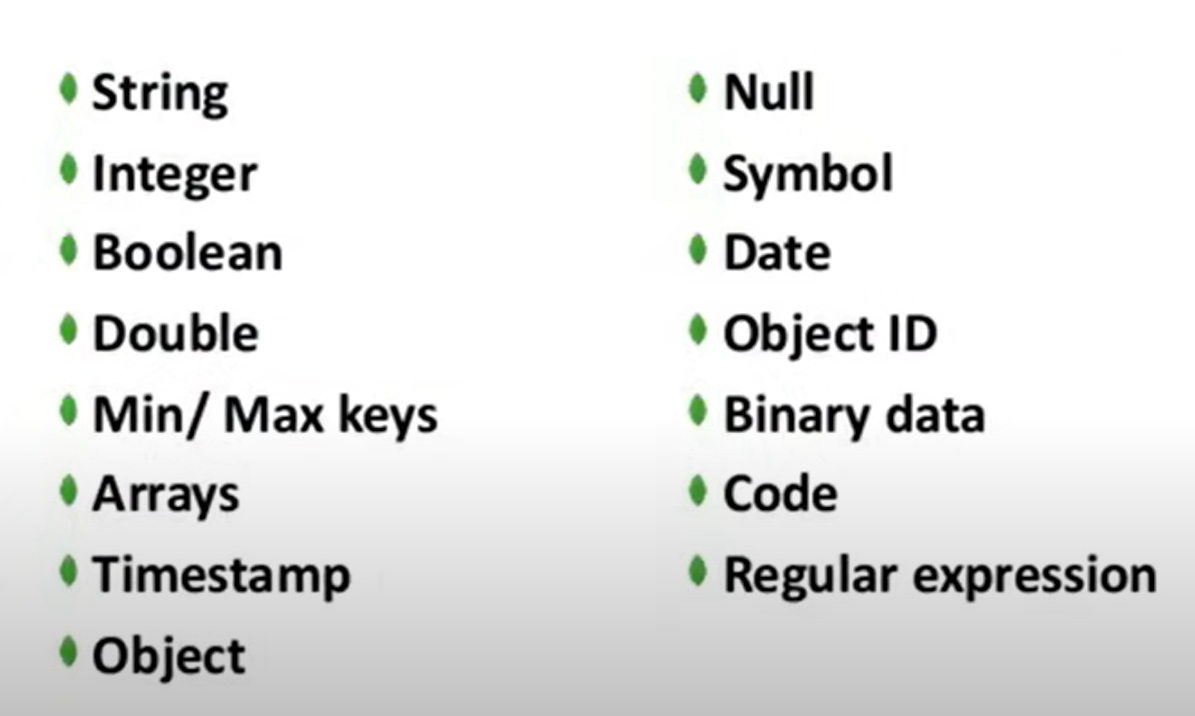 String
Integer
Boolean
Double
Min/ Max keys
Arrays
Timestamp
Object
Null
Symbol
Date
Object ID
Binary data
Code
Regular expression